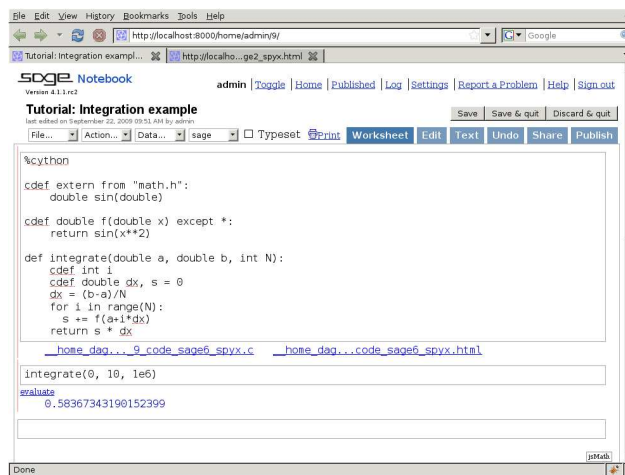 File Edit View History Bookmarks Tools Help
http://localhost:8000/home/admin/9/ Google
Tutorial: Integration exampl... http://localho...ge2_spyx.html
sage Notebook
Version 4.1.1.rc2
admin | Toggle | Home | Published | Log | Settings | Report a Problem | Help | Sign out
Tutorial: Integration example
last edited on September 22, 2009 09:51 AM by admin
Save Save & quit Discard & quit
File... Action... Data... sage Typeset Print Worksheet Edit Text Undo Share Publish
%cython
cdef extern from "math.h":
    double sin(double)
cdef double f(double x) except *:
    return sin(x**2)
def integrate(double a, double b, int N):
    cdef int i
    cdef double dx, s = 0
    dx = (b-a)/N
    for i in range(N):
      s += f(a+i*dx)
    return s * dx
__home_dag..._9_code_sage6_spyx.c __home_dag...code_sage6_spyx.html
integrate(0, 10, 1e6)
evaluate
0.58367343190152399
jsMath
Done